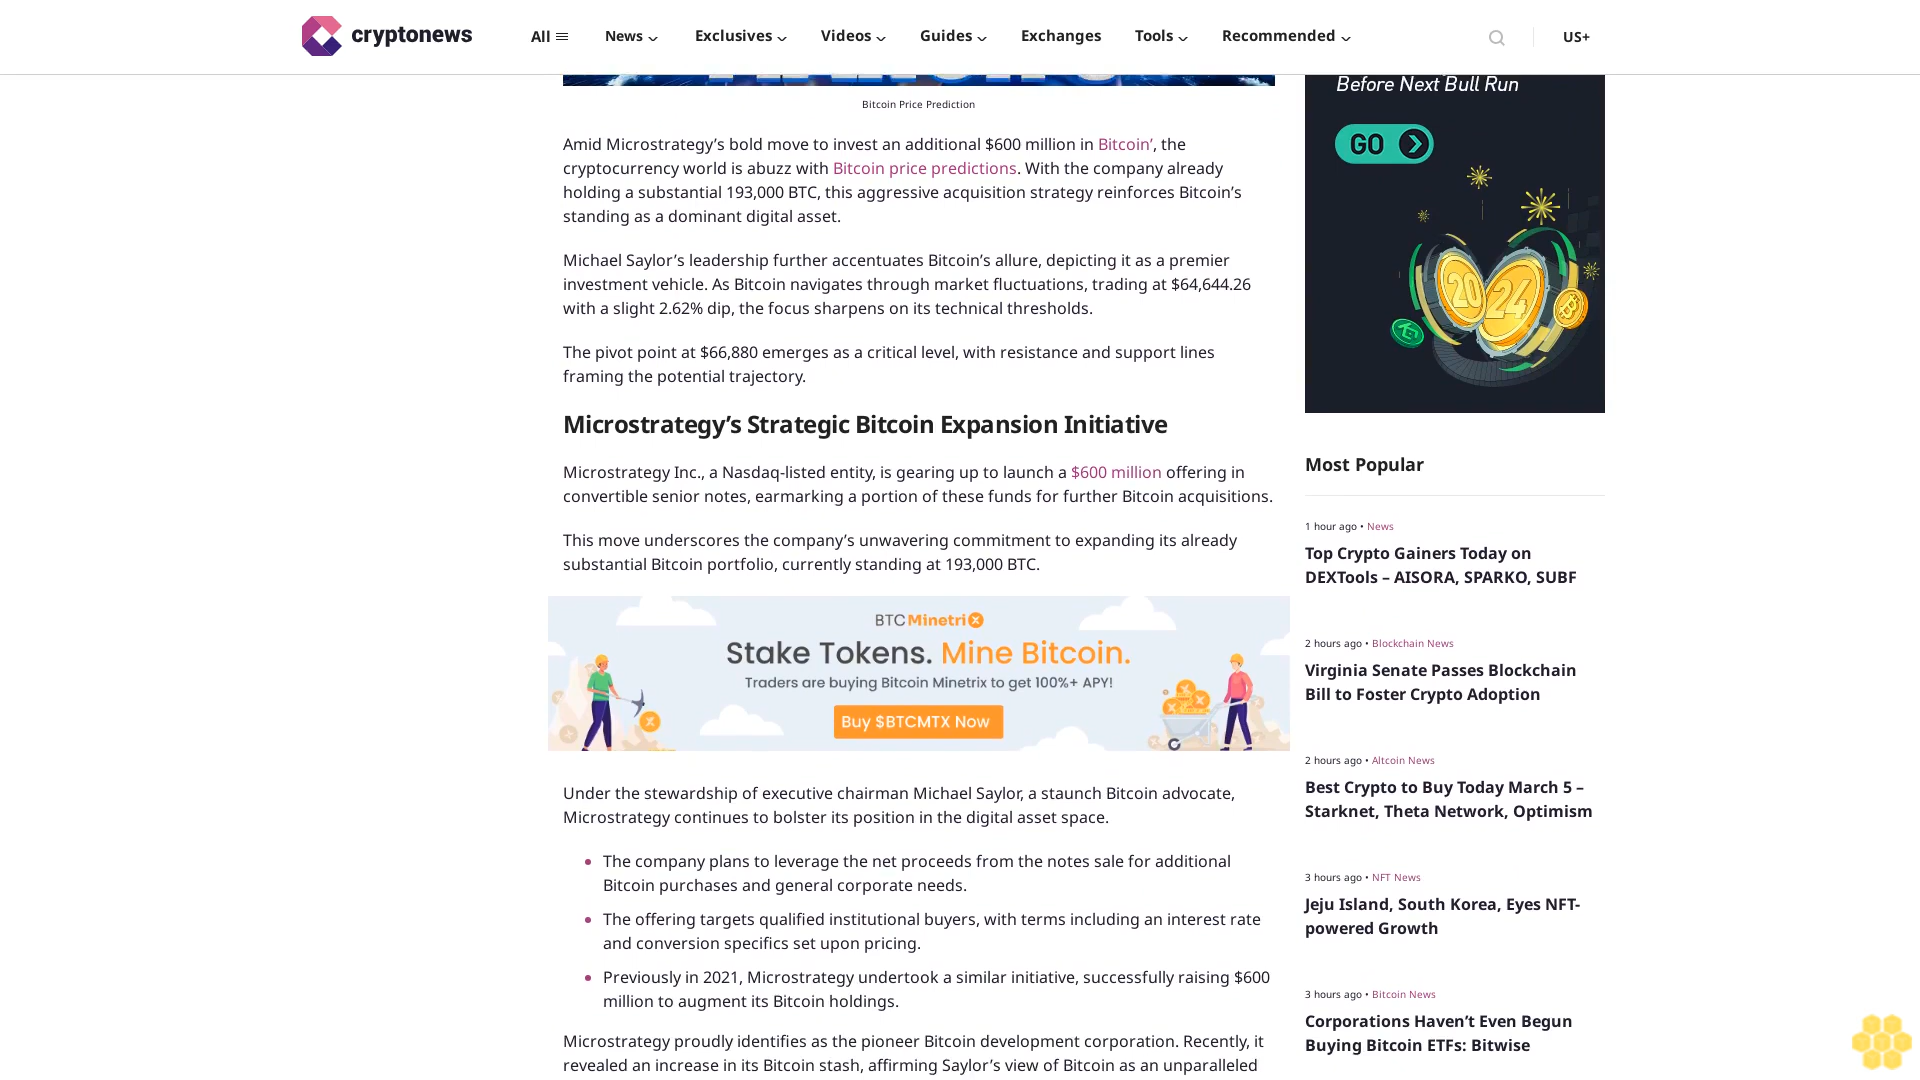 cryptonews
All
News
Exclusives
Videos
Guides
Exchanges
Tools
Recommended
US+
Bitcoin Price Prediction
Amid Microstrategy’s bold move to invest an additional $600 million in Bitcoin’, the
cryptocurrency world is abuzz with Bitcoin price predictions. With the company already
holding a substantial 193,000 BTC, this aggressive acquisition strategy reinforces Bitcoin’s
standing as a dominant digital asset.
Michael Saylor’s leadership further accentuates Bitcoin’s allure, depicting it as a premier
investment vehicle. As Bitcoin navigates through market fluctuations, trading at $64,644.26
with a slight 2.62% dip, the focus sharpens on its technical thresholds.
The pivot point at $66,880 emerges as a critical level, with resistance and support lines
framing the potential trajectory.
Microstrategy’s Strategic Bitcoin Expansion Initiative
Microstrategy Inc., a Nasdaq-listed entity, is gearing up to launch a $600 million offering in
convertible senior notes, earmarking a portion of these funds for further Bitcoin acquisitions.
This move underscores the company’s unwavering commitment to expanding its already
substantial Bitcoin portfolio, currently standing at 193,000 BTC.
BTC Minetrix
Stake Tokens. Mine Bitcoin.
Traders are buying Bitcoin Minetrix to get 100%+ APY!
Buy $BTCMTX Now
Under the stewardship of executive chairman Michael Saylor, a staunch Bitcoin advocate,
Microstrategy continues to bolster its position in the digital asset space.
The company plans to leverage the net proceeds from the notes sale for additional
Bitcoin purchases and general corporate needs.
The offering targets qualified institutional buyers, with terms including an interest rate
and conversion specifics set upon pricing.
Previously in 2021, Microstrategy undertook a similar initiative, successfully raising $600
million to augment its Bitcoin holdings.
Microstrategy proudly identifies as the pioneer Bitcoin development corporation. Recently, it
revealed an increase in its Bitcoin stash, affirming Saylor’s view of Bitcoin as an unparalleled
Before Next Bull Run
GO
20
24
Most Popular
1 hour ago • News
Top Crypto Gainers Today on
DEXTools – AISORA, SPARKO, SUBF
2 hours ago • Blockchain News
Virginia Senate Passes Blockchain
Bill to Foster Crypto Adoption
2 hours ago • Altcoin News
Best Crypto to Buy Today March 5 –
Starknet, Theta Network, Optimism
3 hours ago • NFT News
Jeju Island, South Korea, Eyes NFT-
powered Growth
3 hours ago • Bitcoin News
Corporations Haven’t Even Begun
Buying Bitcoin ETFs: Bitwise